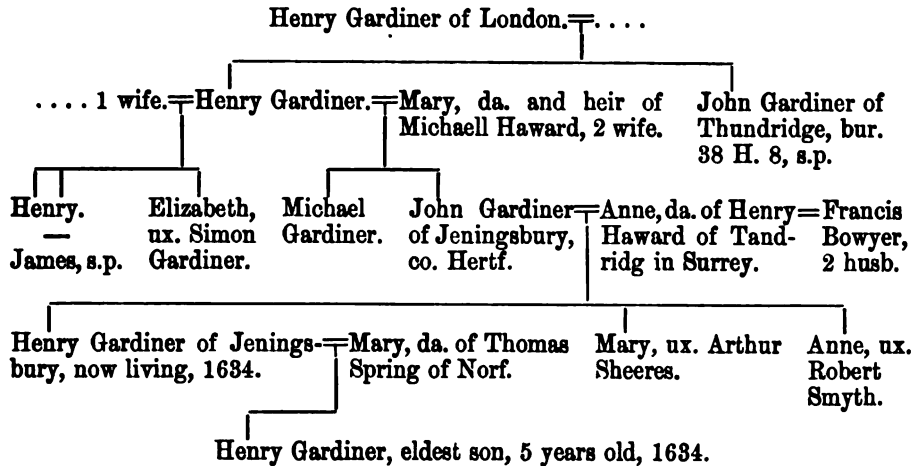 Henry Gardiner of London.=. . . .
. . . . 1 wife.=Henry Gardiner.=Mary, da. and heir of
Michaell Haward, 2 wife.
John Gardiner of
Thundridge, bur.
38 H. 8, s.p.
Henry.
—
James, s.p.
Elizabeth,
ux. Simon
Gardiner.
Michael
Gardiner.
John Gardiner=
of Jeningsbury,
co. Hertf.
Anne, da. of Henry=
Haward of Tand-
ridg in Surrey.
Francis
Bowyer,
2 husb.
Henry Gardiner of Jenings-=
bury, now living, 1634.
Mary, da. of Thomas
Spring of Norf.
Mary, ux. Arthur
Sheeres.
Anne, ux.
Robert
Smyth.
Henry Gardiner, eldest son, 5 years old, 1634.